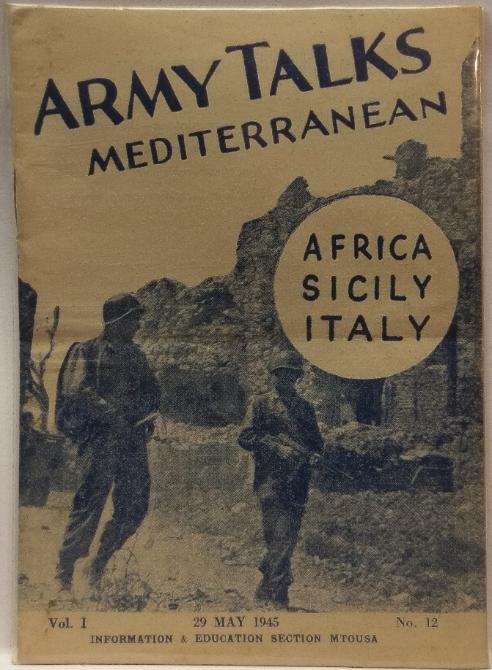 ARMY TALKS
MEDITERRANEAN
AFRICA
SICILY
ITALY
Vol. I 29 MAY 1945 No. 12
INFORMATION & EDUCATION SECTION MTOUSA